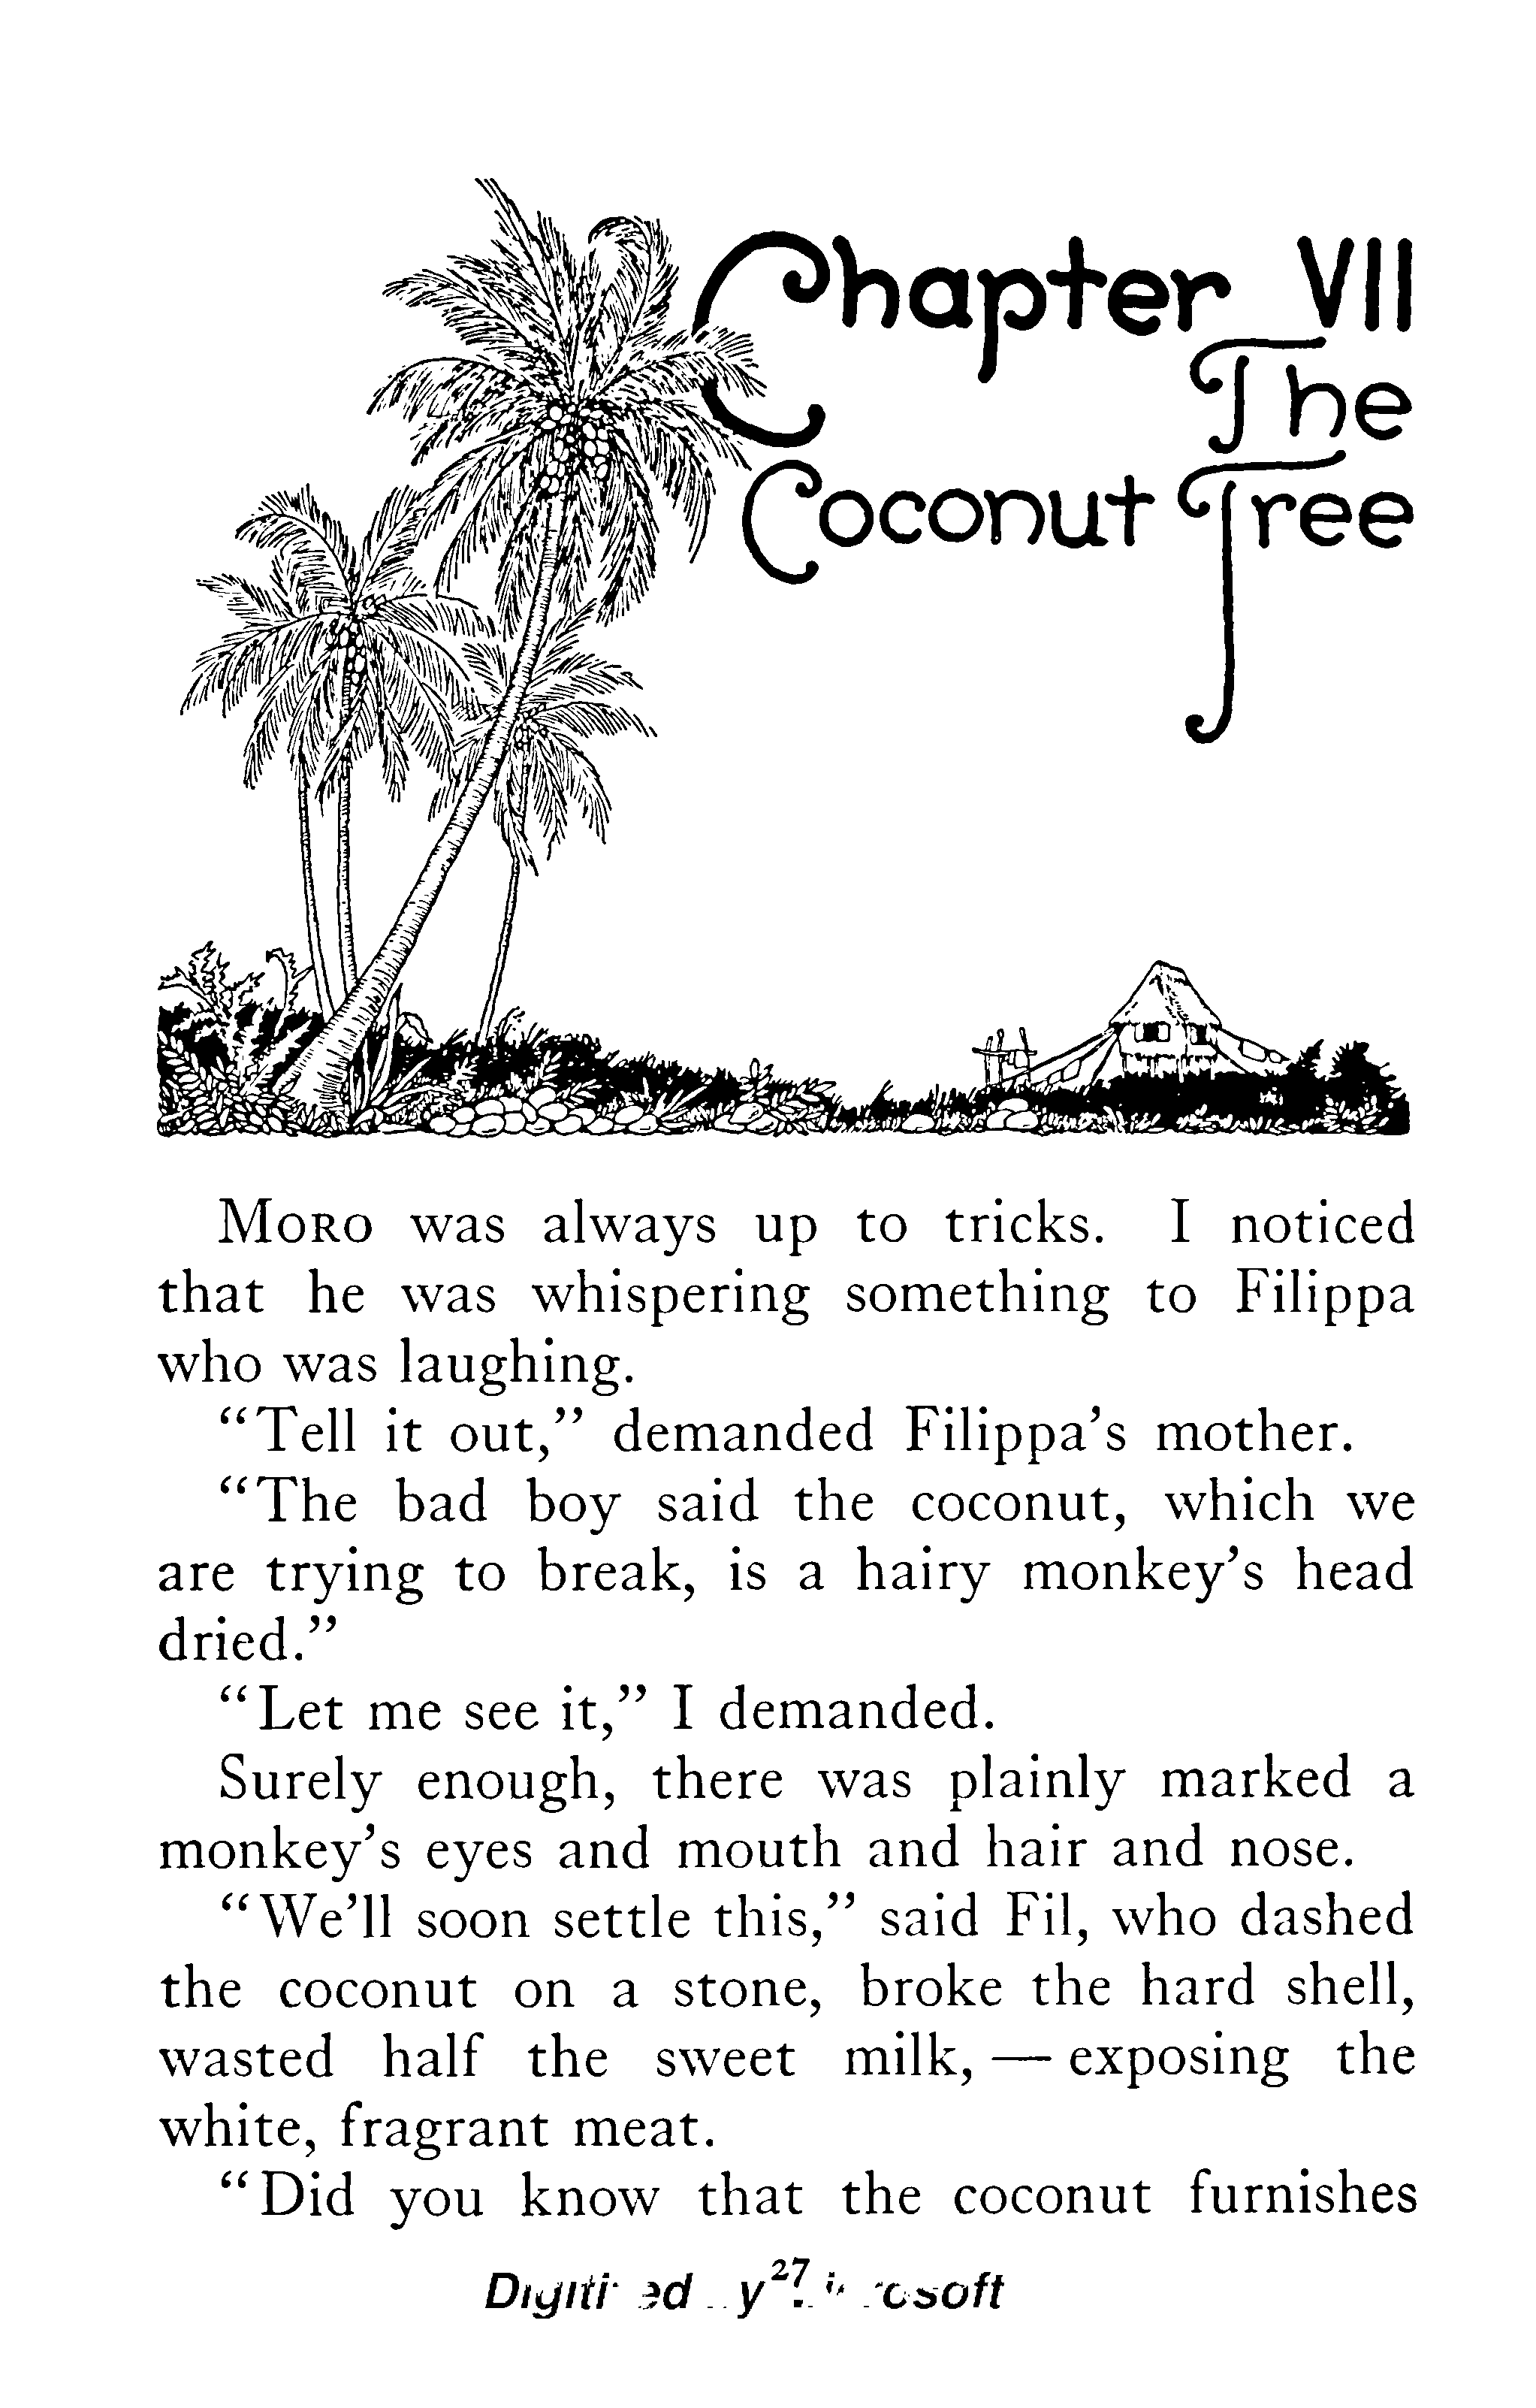 Chapter VII
The
Coconut Tree
MORO was always up to tricks. I noticed
that he was whispering something to Filippa
who was laughing.
“Tell it out,” demanded Filippa’s mother.
“The bad boy said the coconut, which we
are trying to break, is a hairy monkey’s head
dried.”
“Let me see it,” I demanded.
Surely enough, there was plainly marked a
monkey’s eyes and mouth and hair and nose.
“We’ll soon settle this,” said Fil, who dashed
the coconut on a stone, broke the hard shell,
wasted half the sweet milk, — exposing the
white, fragrant meat.
“Did you know that the coconut furnishes
27